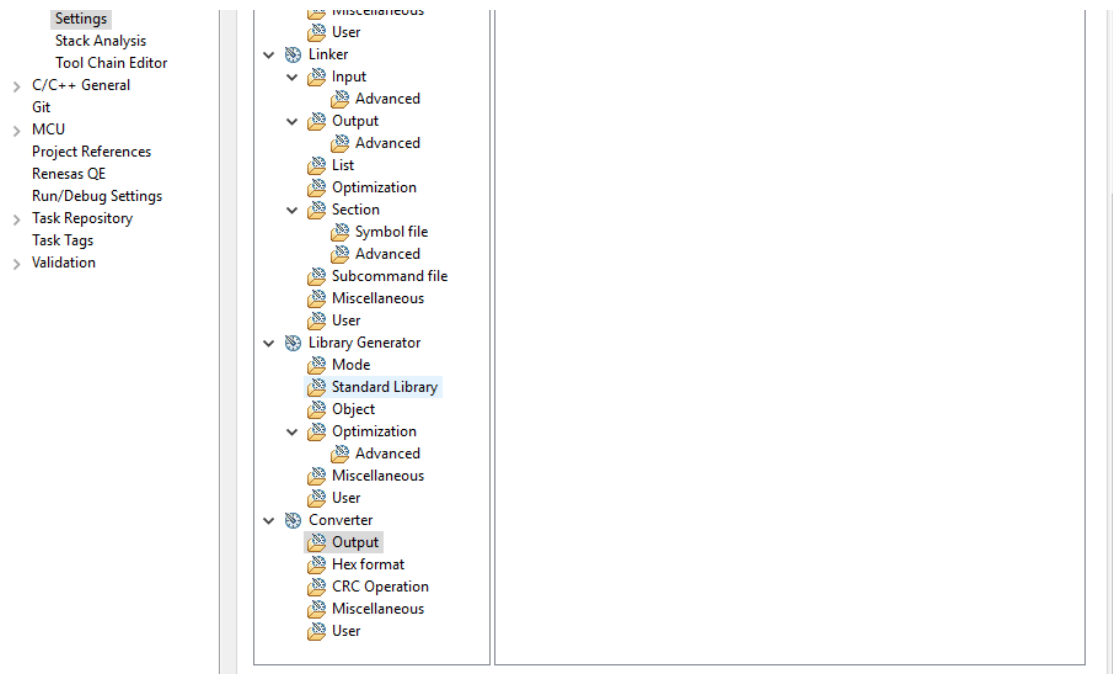 Settings
Stack Analysis
Tool Chain Editor
C/C++ General
Git
MCU
Project References
Renesas QE
Run/Debug Settings
Task Repository
Task Tags
Validation
Miscellaneous
User
Linker
Input
Advanced
Output
Advanced
List
Optimization
Section
Symbol file
Advanced
Subcommand file
Miscellaneous
User
Library Generator
Mode
Standard Library
Object
Optimization
Advanced
Miscellaneous
User
Converter
Output
Hex format
CRC Operation
Miscellaneous
User